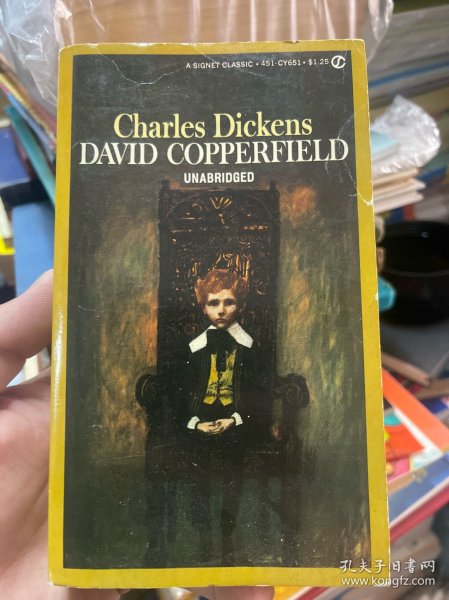 A SIGNET CLASSIC • 451-CY651 • $1.25
Charles Dickens
DAVID COPPERFIELD
UNABRIDGED
孔夫子旧书网
www.kongfz.com